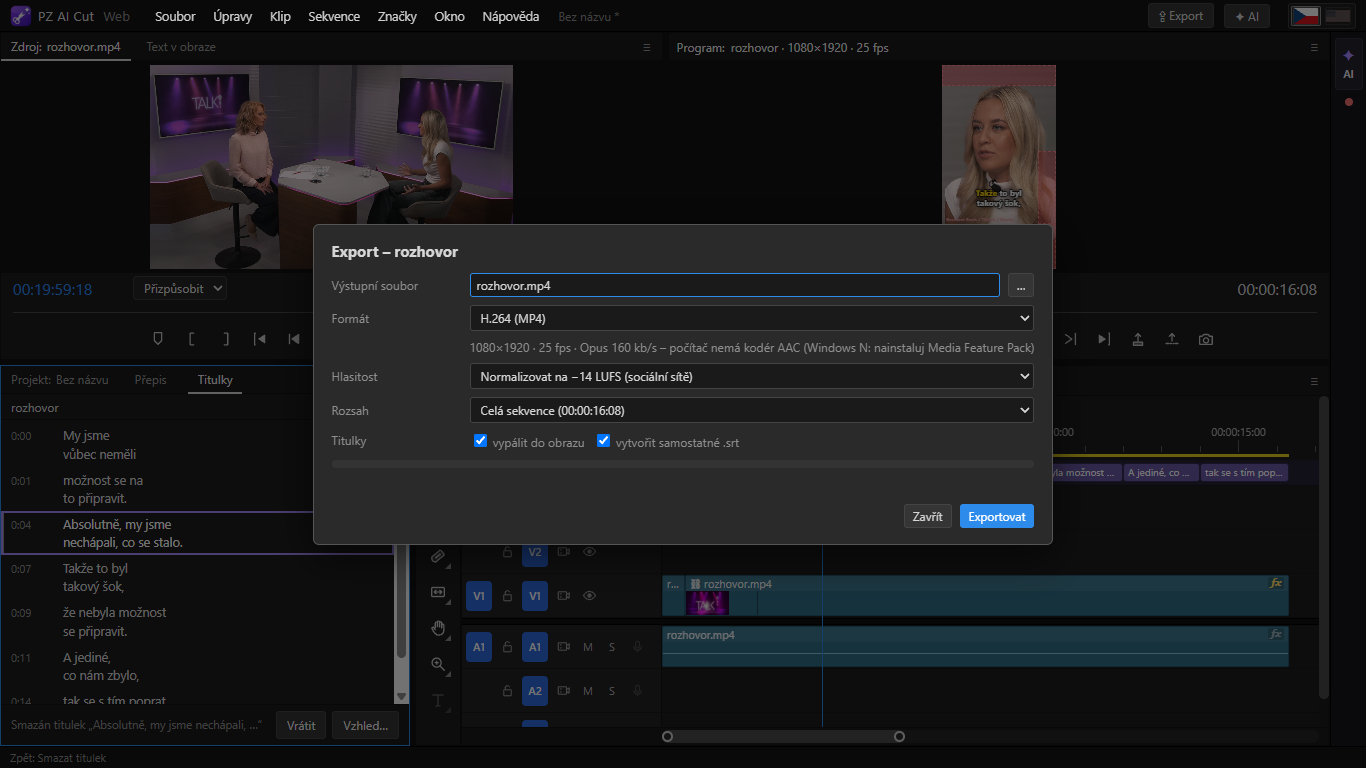 PZ AI Cut Web
Soubor Úpravy Klip Sekvence Značky Okno Nápověda
Bez názvu *
Export
AI
Zdroj: rozhovor.mp4
Text v obraze
Program: rozhovor · 1080×1920 · 25 fps
AI
TALK!
Takže to byl
takový šok,
00:19:59:18
Přizpůsobit
00:00:16:08
Export – rozhovor
Výstupní soubor
rozhovor.mp4
...
Formát
H.264 (MP4)
1080×1920 · 25 fps · Opus 160 kb/s – počítač nemá kodér AAC (Windows N: nainstaluj Media Feature Pack)
Hlasitost
Normalizovat na −14 LUFS (sociální sítě)
Rozsah
Celá sekvence (00:00:16:08)
Titulky
vypálit do obrazu
vytvořit samostatné .srt
Zavřít
Exportovat
Projekt: Bez názvu
Přepis
Titulky
rozhovor
0:00
My jsme
vůbec neměli
0:01
možnost se na
to připravit.
0:04
Absolutně, my jsme
nechápali, co se stalo.
0:07
Takže to byl
takový šok,
0:09
že nebyla možnost
se připravit.
0:11
A jediné,
co nám zbylo,
0:14
tak se s tím poprat
Smazán titulek „Absolutně, my jsme nechápali, ...“
Vrátit
Vzhled...
Zpět: Smazat titulek
00:00:15:00
yla možnost ...
A jediné, co ...
tak se s tím pop...
V2
V1
V1
r...
rozhovor.mp4
fx
TALK!
A1
A1
M
S
rozhovor.mp4
fx
A2
M
S
T